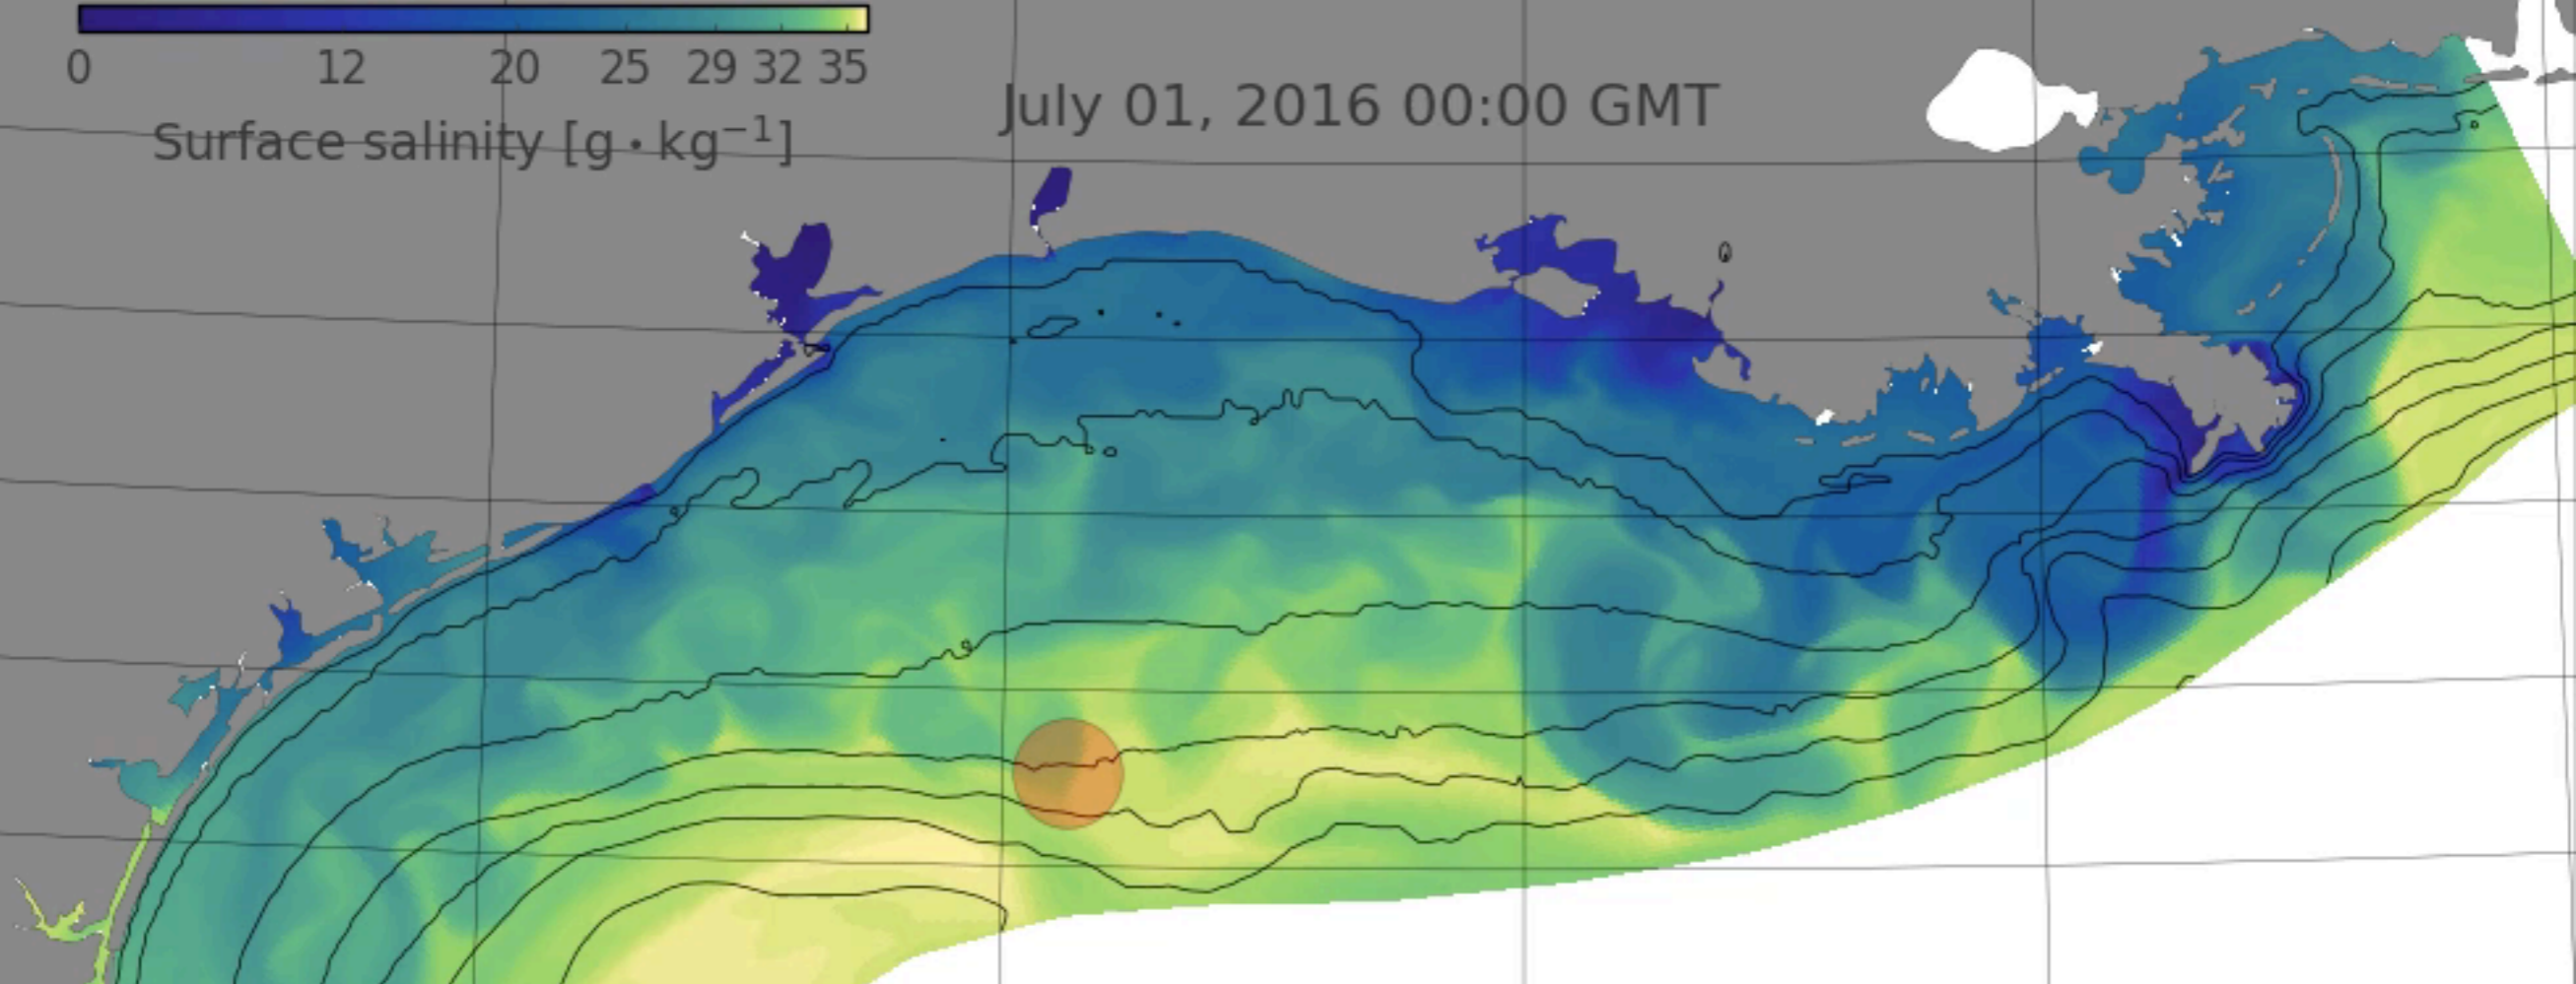 0 12 20 25 29 32 35
Surface salinity [g · kg⁻¹]
July 01, 2016 00:00 GMT